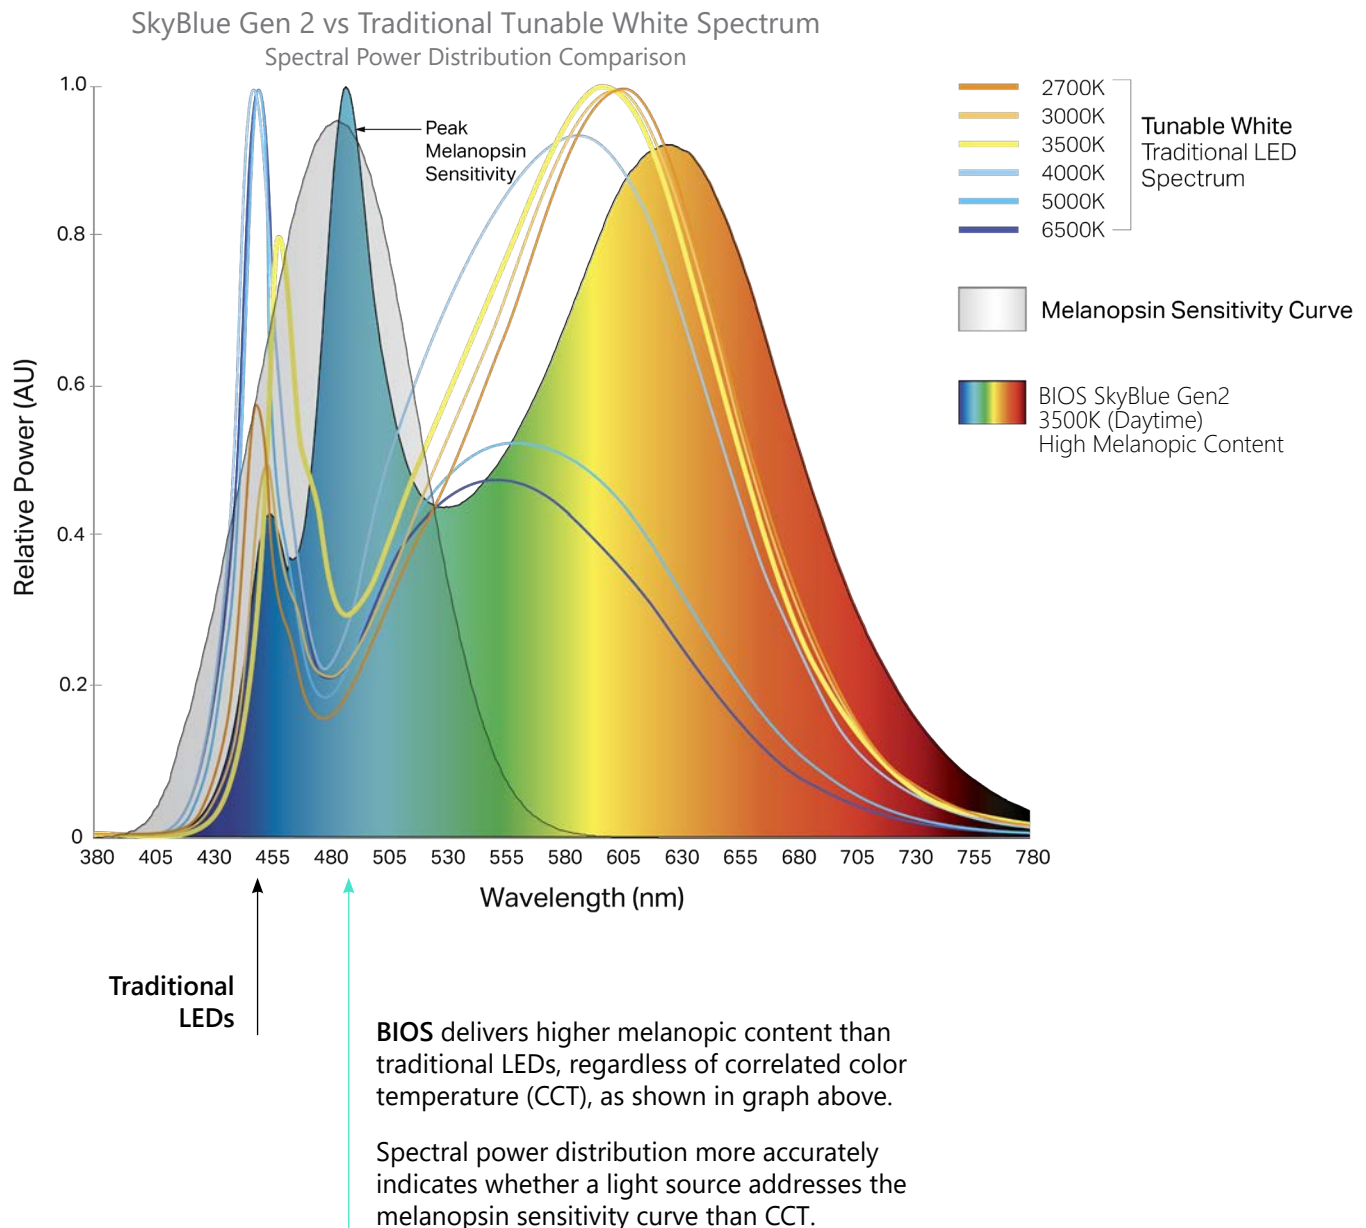 SkyBlue Gen 2 vs Traditional Tunable White Spectrum
Spectral Power Distribution Comparison
1.0
0.8
0.6
0.4
0.2
0
Relative Power (AU)
Peak
Melanopsin
Sensitivity
380 405 430 455 480 505 530 555 580 605 630 655 680 705 730 755 780
Wavelength (nm)
2700K
3000K
3500K
4000K
5000K
6500K
Tunable White
Traditional LED
Spectrum
Melanopsin Sensitivity Curve
BIOS SkyBlue Gen2
3500K (Daytime)
High Melanopic Content
Traditional
LEDs
BIOS delivers higher melanopic content than
traditional LEDs, regardless of correlated color
temperature (CCT), as shown in graph above.
Spectral power distribution more accurately
indicates whether a light source addresses the
melanopsin sensitivity curve than CCT.